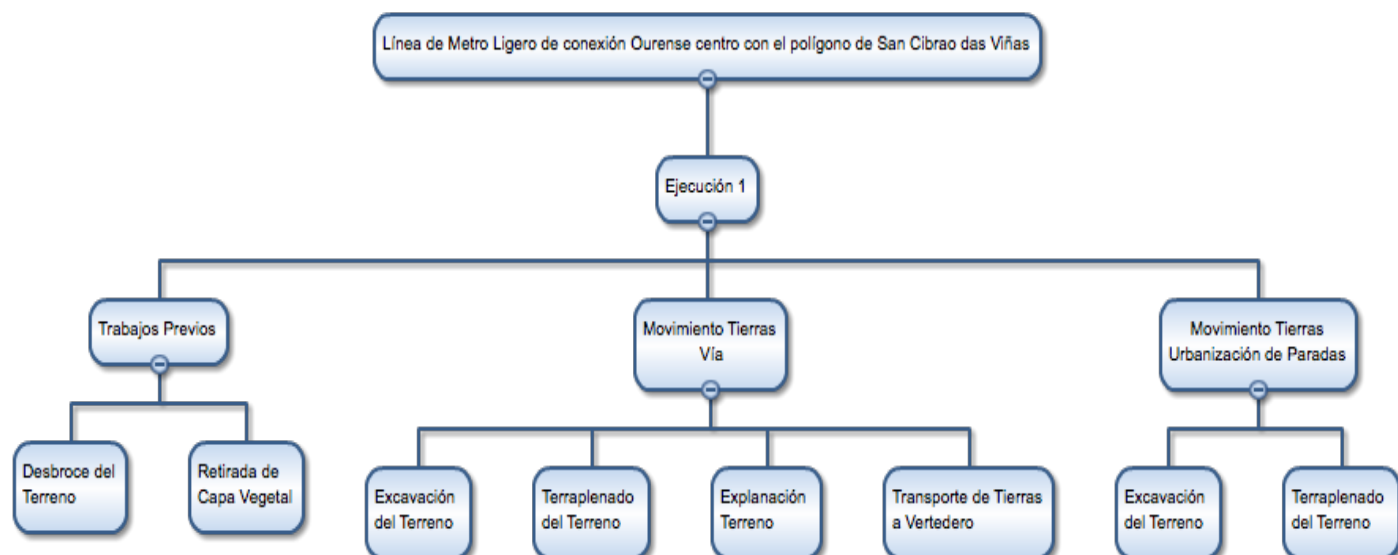 Línea de Metro Ligero de conexión Ourense centro con el polígono de San Cibrao das Viñas
Ejecución 1
Trabajos Previos
Movimiento Tierras
Vía
Movimiento Tierras
Urbanización de Paradas
Desbroce del
Terreno
Retirada de
Capa Vegetal
Excavación
del Terreno
Terraplenado
del Terreno
Explanación
Terreno
Transporte de Tierras
a Vertedero
Excavación
del Terreno
Terraplenado
del Terreno